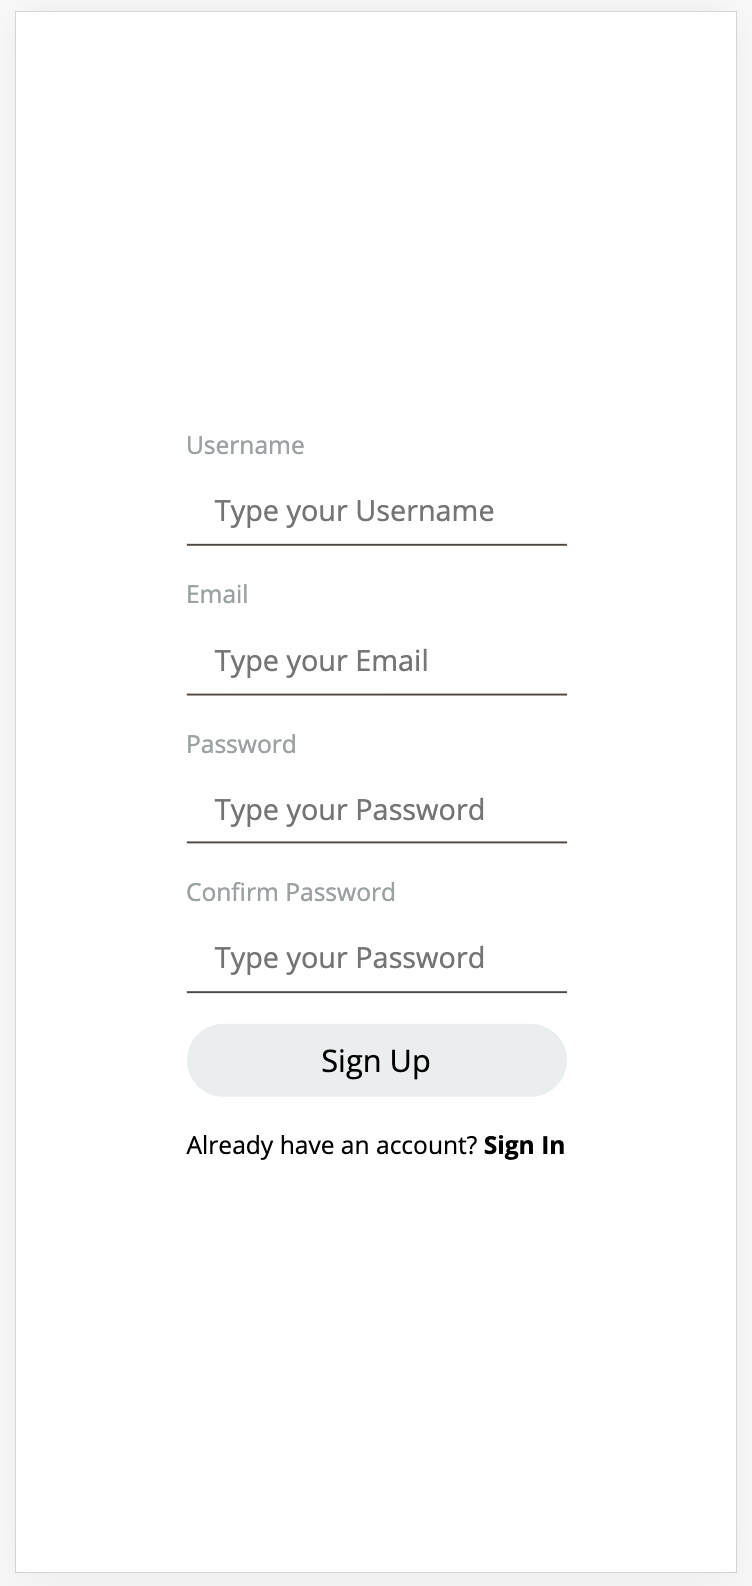 Username
Type your Username
Email
Type your Email
Password
Type your Password
Confirm Password
Type your Password
Sign Up
Already have an account? Sign In